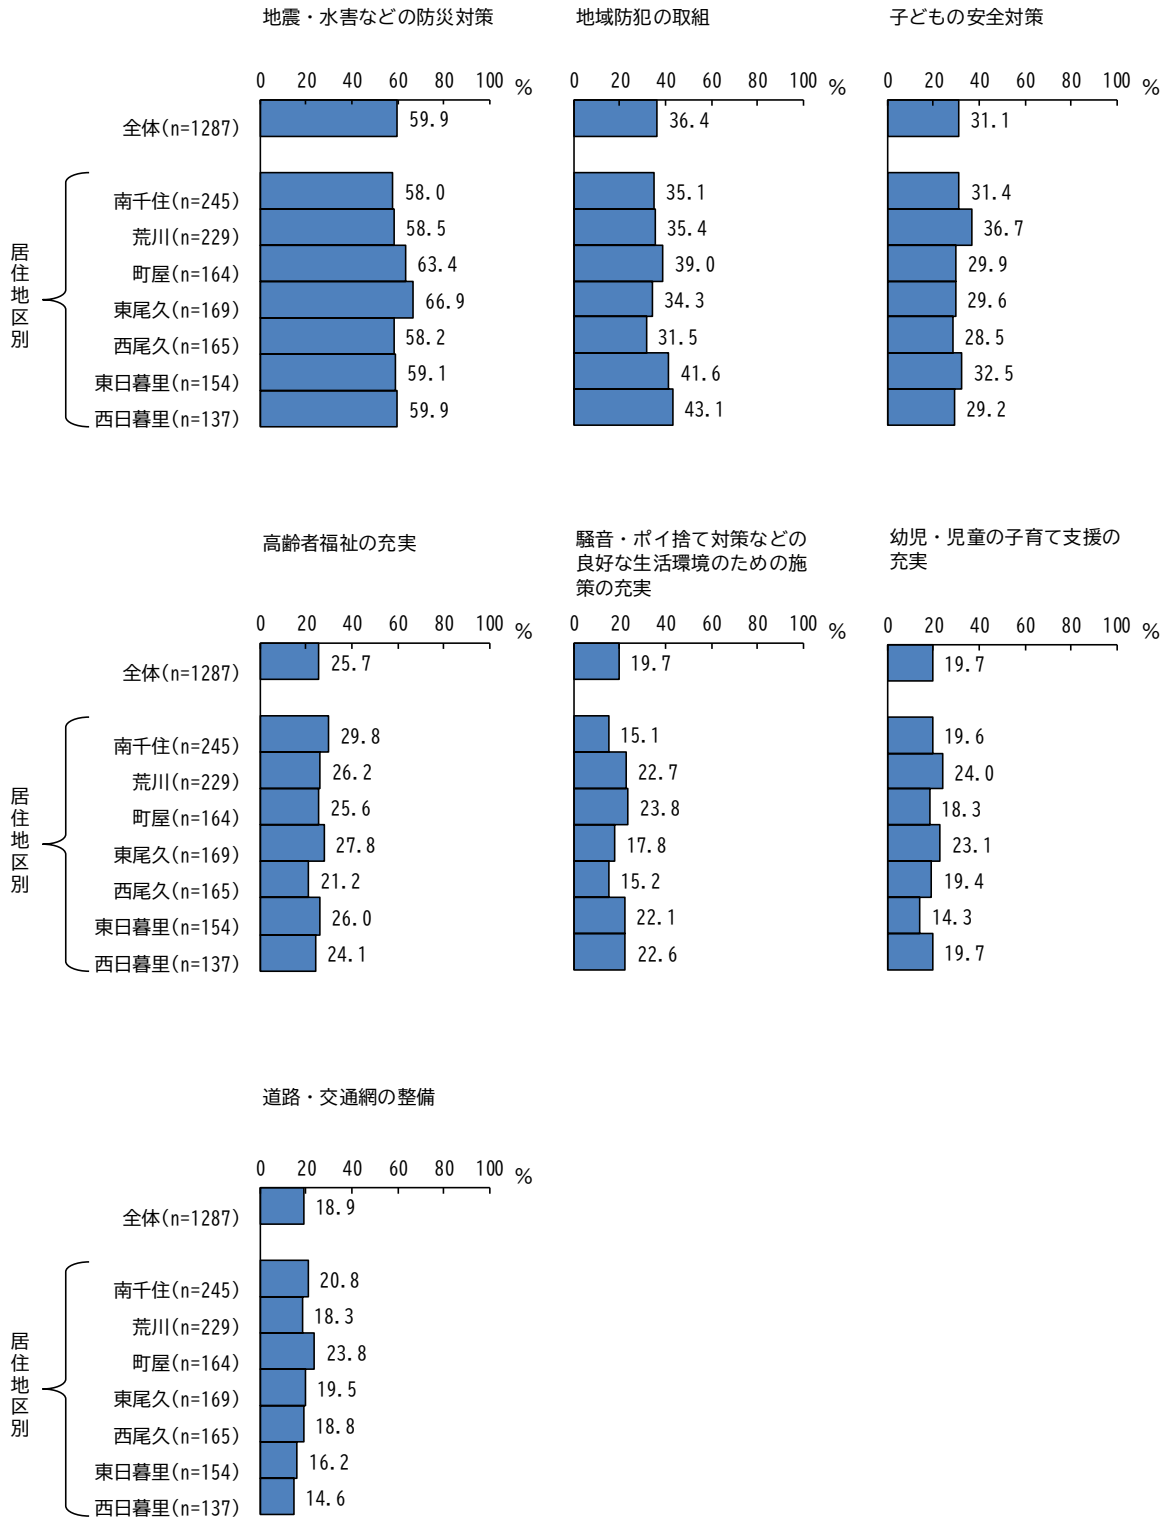 地震・水害などの防災対策
0 20 40 60 80 100 %
全体(n=1287) 59.9
居住地区別
南千住(n=245) 58.0
荒川(n=229) 58.5
町屋(n=164) 63.4
東尾久(n=169) 66.9
西尾久(n=165) 58.2
東日暮里(n=154) 59.1
西日暮里(n=137) 59.9
地域防犯の取組
0 20 40 60 80 100 %
36.4
35.1
35.4
39.0
34.3
31.5
41.6
43.1
子どもの安全対策
0 20 40 60 80 100 %
31.1
31.4
36.7
29.9
29.6
28.5
32.5
29.2
高齢者福祉の充実
0 20 40 60 80 100 %
全体(n=1287) 25.7
居住地区別
南千住(n=245) 29.8
荒川(n=229) 26.2
町屋(n=164) 25.6
東尾久(n=169) 27.8
西尾久(n=165) 21.2
東日暮里(n=154) 26.0
西日暮里(n=137) 24.1
騒音・ポイ捨て対策などの
良好な生活環境のための施
策の充実
0 20 40 60 80 100 %
19.7
15.1
22.7
23.8
17.8
15.2
22.1
22.6
幼児・児童の子育て支援の
充実
0 20 40 60 80 100 %
19.7
19.6
24.0
18.3
23.1
19.4
14.3
19.7
道路・交通網の整備
0 20 40 60 80 100 %
全体(n=1287) 18.9
居住地区別
南千住(n=245) 20.8
荒川(n=229) 18.3
町屋(n=164) 23.8
東尾久(n=169) 19.5
西尾久(n=165) 18.8
東日暮里(n=154) 16.2
西日暮里(n=137) 14.6